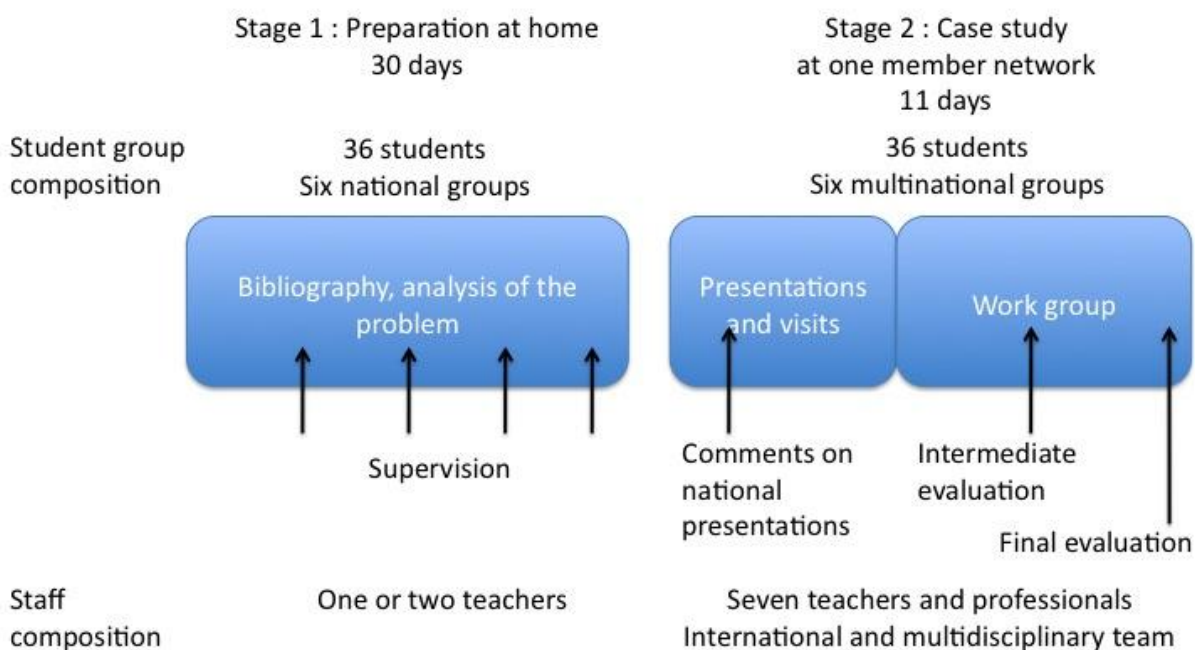 Stage 1 : Preparation at home
30 days
Stage 2 : Case study
at one member network
11 days
Student group
composition
36 students
Six national groups
36 students
Six multinational groups
Bibliography, analysis of the
problem
Presentations
and visits
Work group
Supervision
Comments on
national
presentations
Intermediate
evaluation
Final evaluation
Staff
composition
One or two teachers
Seven teachers and professionals
International and multidisciplinary team